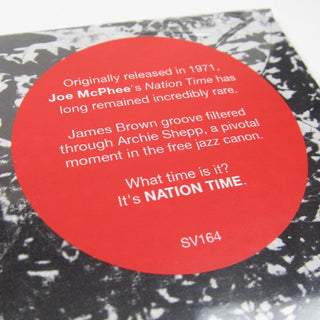 Originally released in 1971,
Joe McPhee's Nation Time has
long remained incredibly rare.
James Brown groove filtered
through Archie Shepp, a pivotal
moment in the free jazz canon.
What time is it?
It's NATION TIME.
SV164